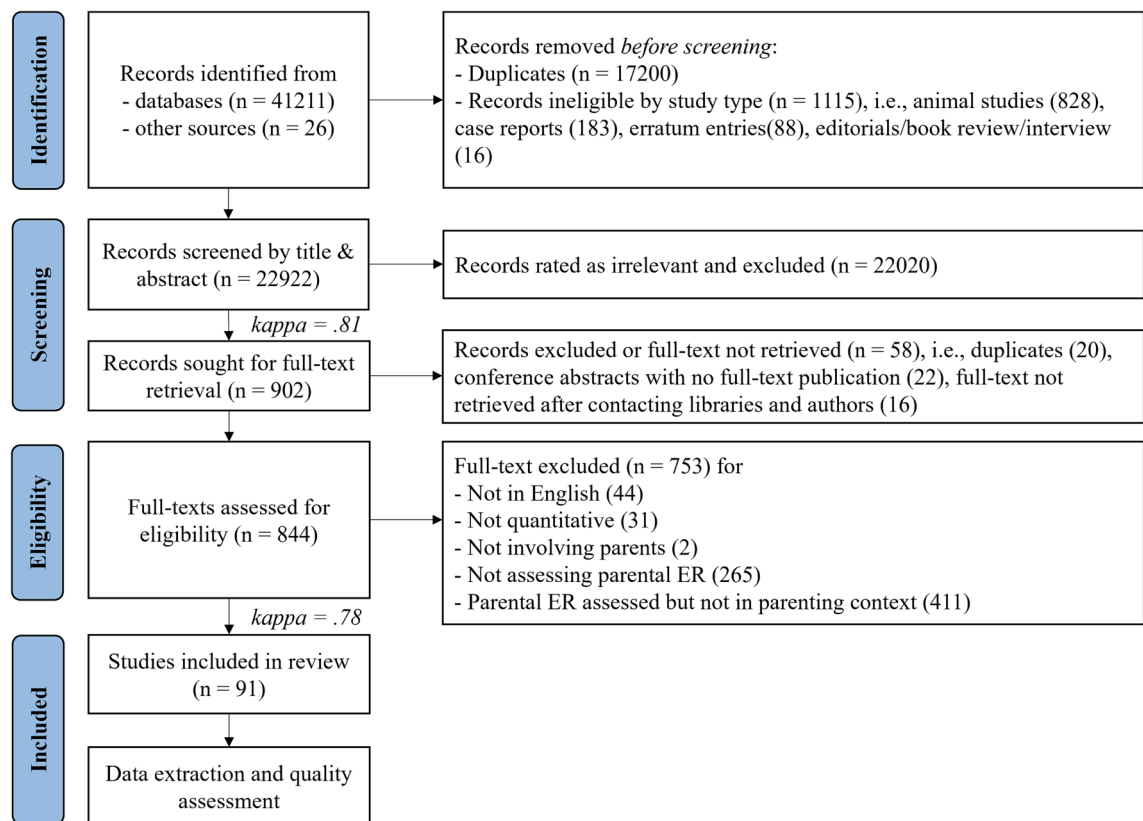 Identification
Records identified from
- databases (n = 41211)
- other sources (n = 26)
Records removed before screening:
- Duplicates (n = 17200)
- Records ineligible by study type (n = 1115), i.e., animal studies (828),
case reports (183), erratum entries(88), editorials/book review/interview
(16)
Screening
Records screened by title &
abstract (n = 22922)
Records rated as irrelevant and excluded (n = 22020)
kappa = .81
Records sought for full-text
retrieval (n = 902)
Records excluded or full-text not retrieved (n = 58), i.e., duplicates (20),
conference abstracts with no full-text publication (22), full-text not
retrieved after contacting libraries and authors (16)
Eligibility
Full-texts assessed for
eligibility (n = 844)
Full-text excluded (n = 753) for
- Not in English (44)
- Not quantitative (31)
- Not involving parents (2)
- Not assessing parental ER (265)
- Parental ER assessed but not in parenting context (411)
kappa = .78
Included
Studies included in review
(n = 91)
Data extraction and quality
assessment